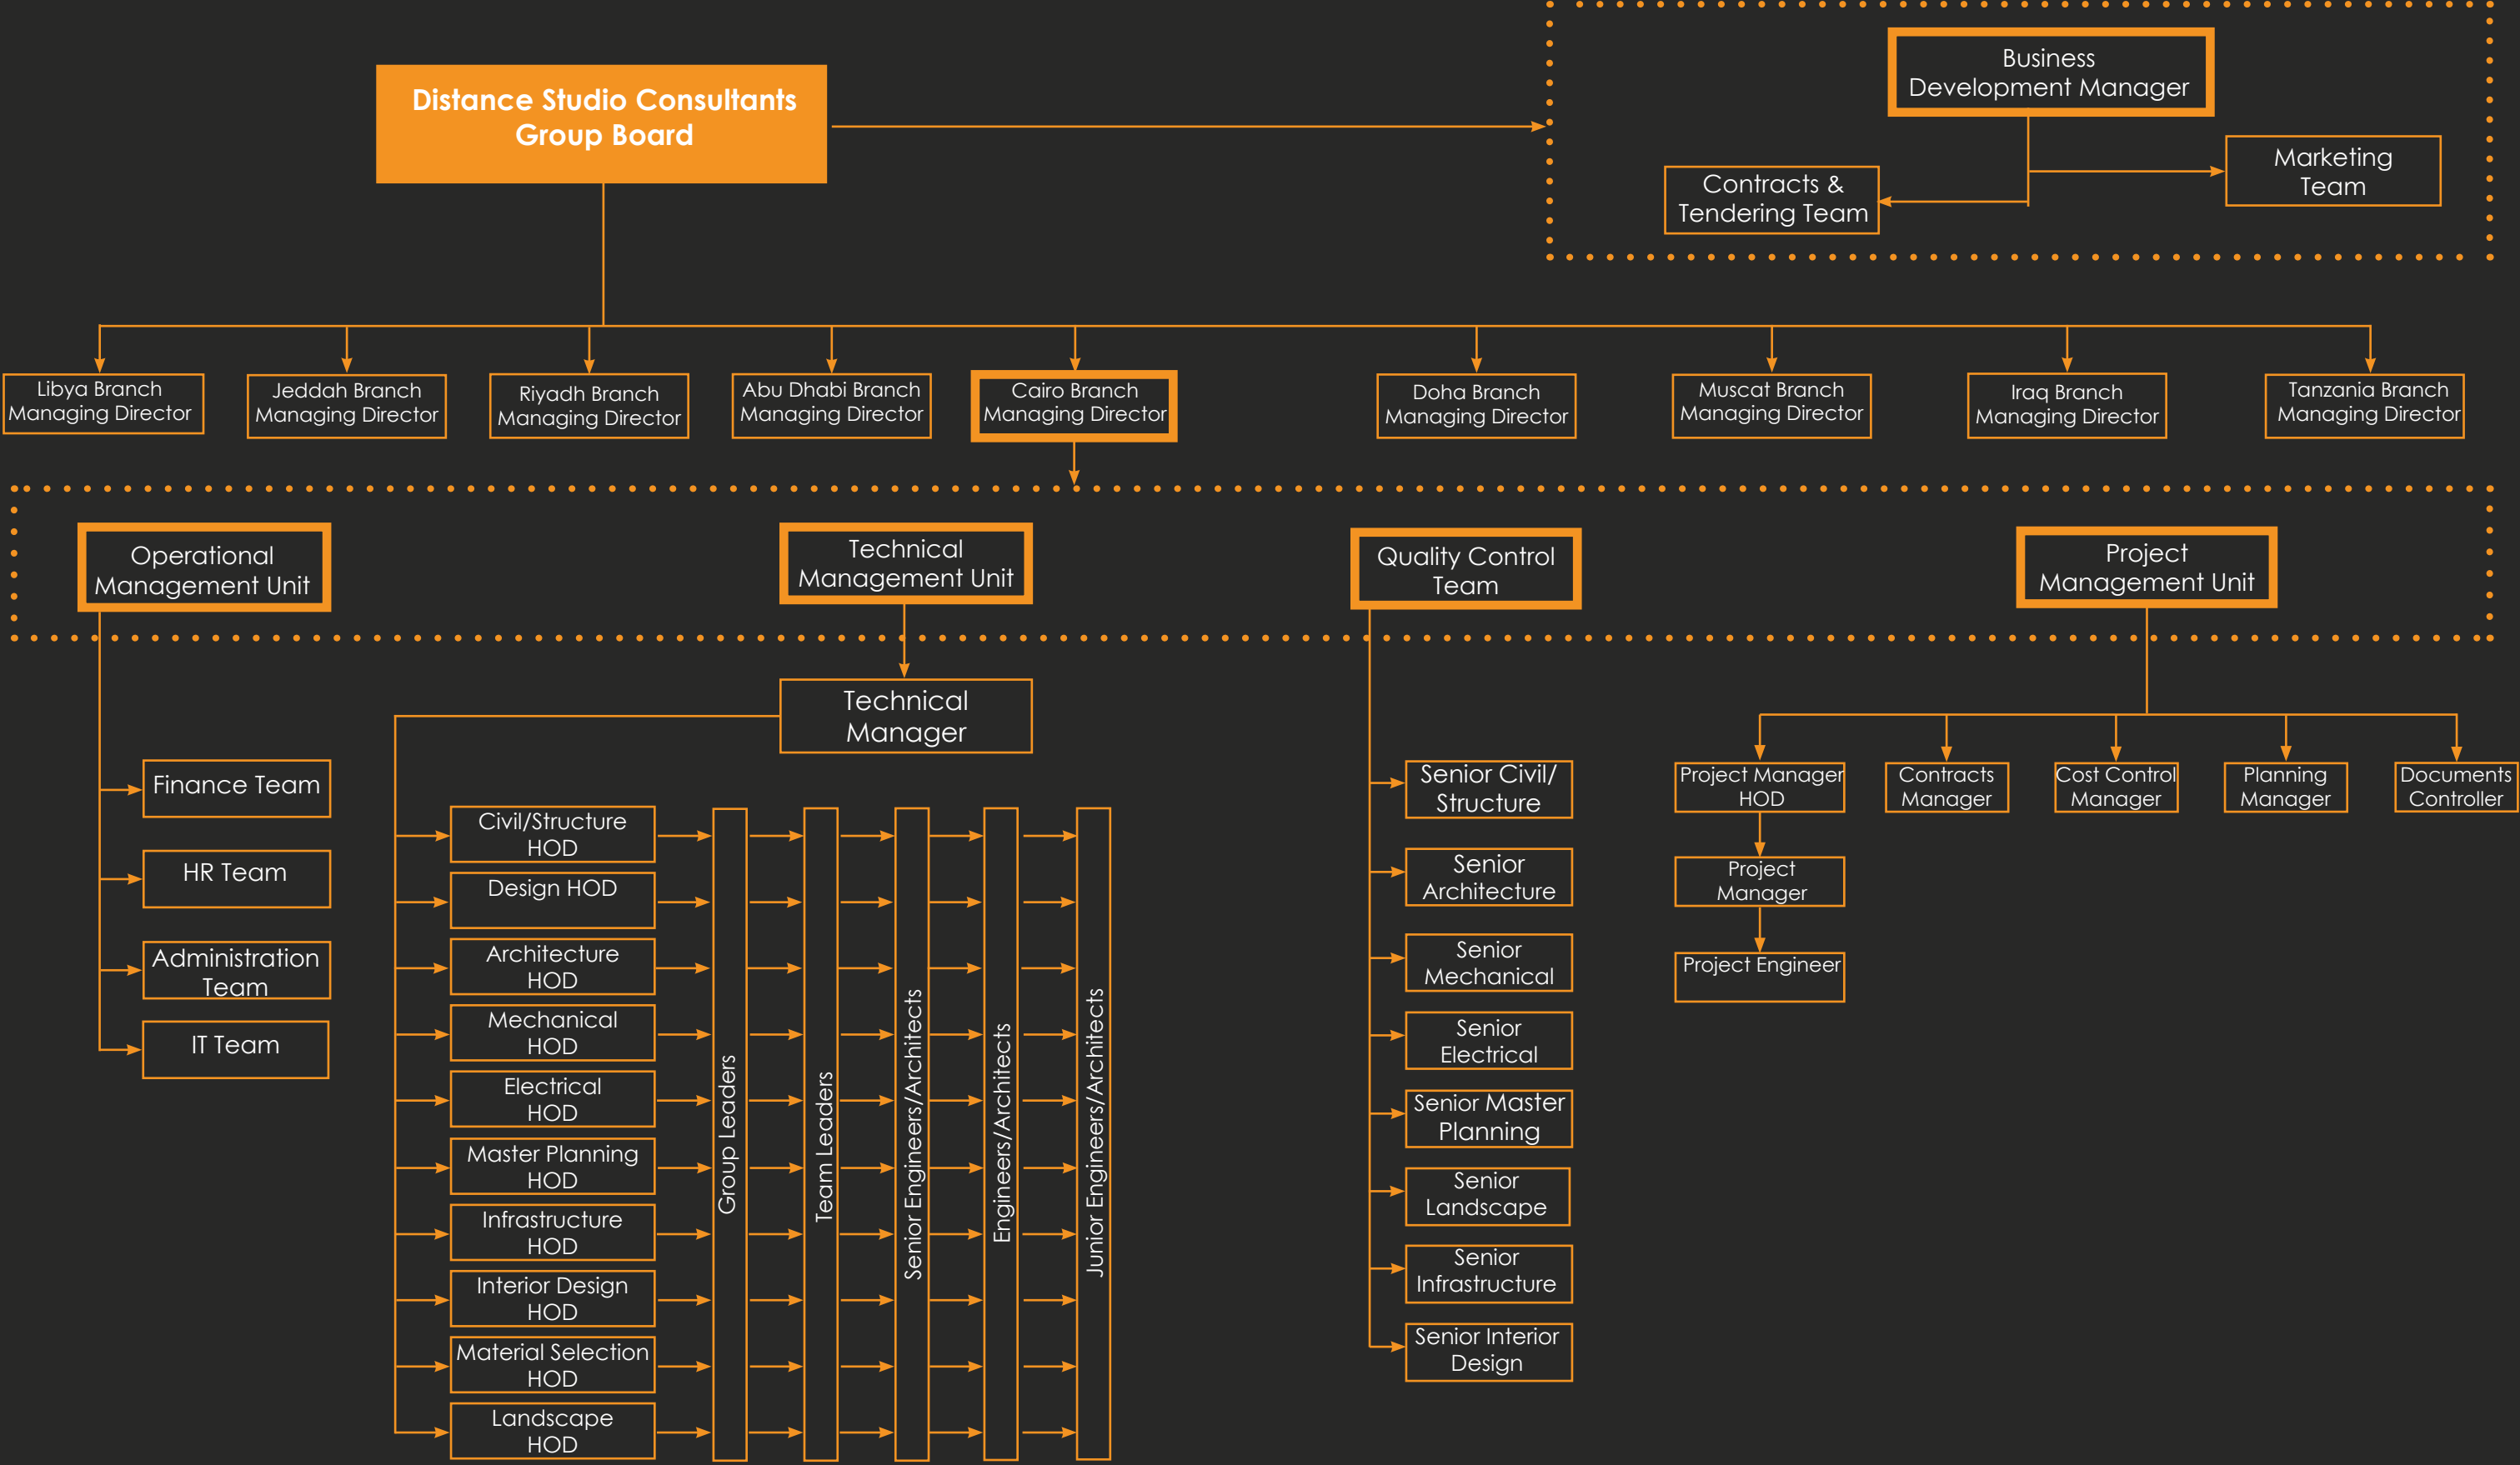 Distance Studio Consultants
Group Board
Business
Development Manager
Marketing
Team
Contracts &
Tendering Team
Libya Branch
Managing Director
Jeddah Branch
Managing Director
Riyadh Branch
Managing Director
Abu Dhabi Branch
Managing Director
Cairo Branch
Managing Director
Doha Branch
Managing Director
Muscat Branch
Managing Director
Iraq Branch
Managing Director
Tanzania Branch
Managing Director
Operational
Management Unit
Technical
Management Unit
Quality Control
Team
Project
Management Unit
Finance Team
HR Team
Administration
Team
IT Team
Technical
Manager
Civil/Structure
HOD
Design HOD
Architecture
HOD
Mechanical
HOD
Electrical
HOD
Master Planning
HOD
Infrastructure
HOD
Interior Design
HOD
Material Selection
HOD
Landscape
HOD
Group Leaders
Team Leaders
Senior Engineers/Architects
Engineers/Architects
Junior Engineers/Architects
Senior Civil/
Structure
Senior
Architecture
Senior
Mechanical
Senior
Electrical
Senior Master
Planning
Senior
Landscape
Senior
Infrastructure
Senior Interior
Design
Project Manager
HOD
Contracts
Manager
Cost Control
Manager
Planning
Manager
Documents
Controller
Project
Manager
Project Engineer